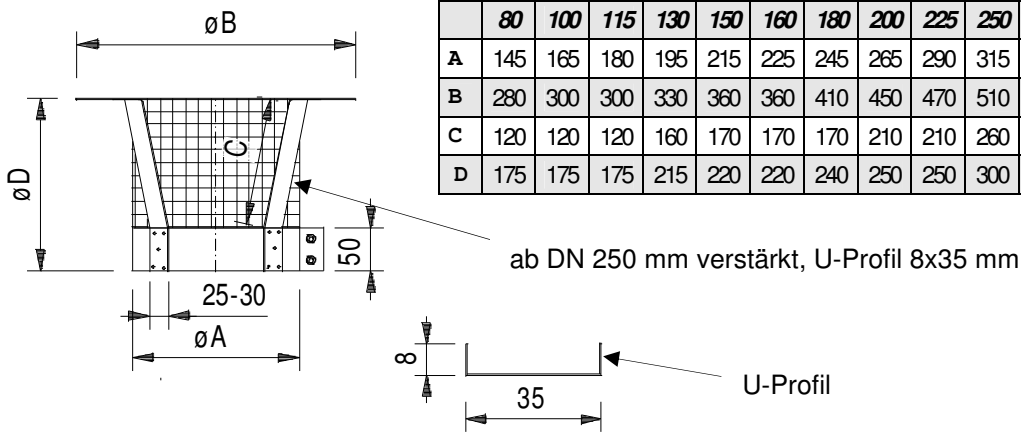 øB
80 100 115 130 150 160 180 200 225 250
A 145 165 180 195 215 225 245 265 290 315
B 280 300 300 330 360 360 410 450 470 510
C 120 120 120 160 170 170 170 210 210 260
D 175 175 175 215 220 220 240 250 250 300
C
øD
50
ab DN 250 mm verstärkt, U-Profil 8x35 mm
25-30
øA
8
35
U-Profil